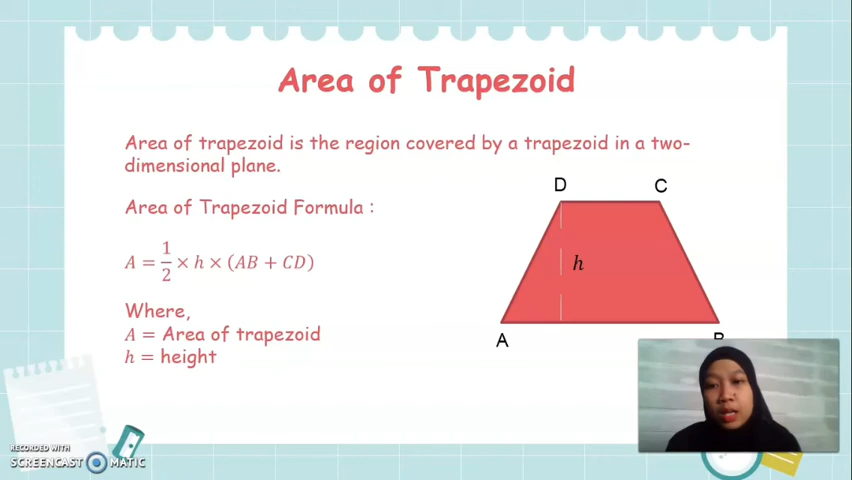 Area of Trapezoid
Area of trapezoid is the region covered by a trapezoid in a two-
dimensional plane.
Area of Trapezoid Formula :
A = 1/2 × h × (AB + CD)
Where,
A = Area of trapezoid
h = height
D C
h
A B
RECORDED WITH
SCREENCAST MATIC